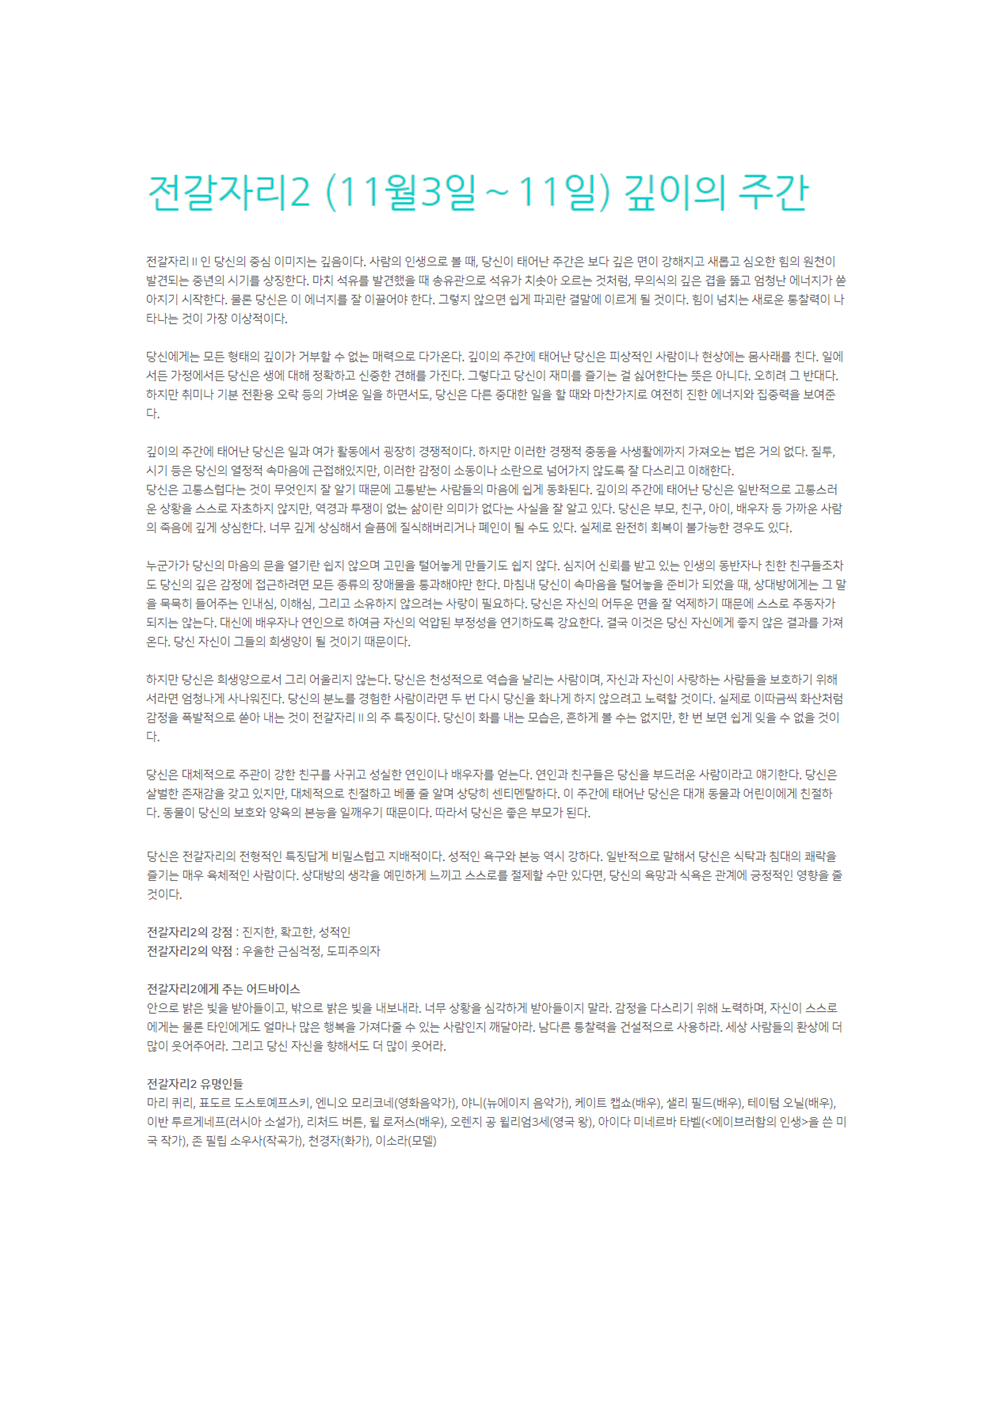 전갈자리2 (11월3일~11일) 깊이의 주간
전갈자리 II 인 당신의 중심 이미지는 깊음이다. 사람의 인생으로 볼 때, 당신이 태어난 주간은 보다 깊은 면이 강해지고 새롭고 심오한 힘의 원천이
발견되는 중년의 시기를 상징한다. 마치 석유를 발견했을 때 송유관으로 석유가 치솟아 오르는 것처럼, 무의식의 깊은 겹을 뚫고 엄청난 에너지가 쏟
아지기 시작한다. 물론 당신은 이 에너지를 잘 이끌어야 한다. 그렇지 않으면 쉽게 파괴란 결말에 이르게 될 것이다. 힘이 넘치는 새로운 통찰력이 나
타나는 것이 가장 이상적이다.
당신에게는 모든 형태의 깊이가 거부할 수 없는 매력으로 다가온다. 깊이의 주간에 태어난 당신은 피상적인 사람이나 현상에는 몸사래를 친다. 일에
서든 가정에서든 당신은 생에 대해 정확하고 신중한 견해를 가진다. 그렇다고 당신이 재미를 즐기는 걸 싫어한다는 뜻은 아니다. 오히려 그 반대다.
하지만 취미나 기분 전환용 오락 등의 가벼운 일을 하면서도, 당신은 다른 중대한 일을 할 때와 마찬가지로 여전히 진한 에너지와 집중력을 보여준
다.
깊이의 주간에 태어난 당신은 일과 여가 활동에서 굉장히 경쟁적이다. 하지만 이러한 경쟁적 충동을 사생활에까지 가져오는 법은 거의 없다. 질투,
시기 등은 당신의 열정적 속마음에 근접해있지만, 이러한 감정이 소동이나 소란으로 넘어가지 않도록 잘 다스리고 이해한다.
당신은 고통스럽다는 것이 무엇인지 잘 알기 때문에 고통받는 사람들의 마음에 쉽게 동화된다. 깊이의 주간에 태어난 당신은 일반적으로 고통스러
운 상황을 스스로 자초하지 않지만, 역경과 투쟁이 없는 삶이란 의미가 없다는 사실을 잘 알고 있다. 당신은 부모, 친구, 아이, 배우자 등 가까운 사람
의 죽음에 깊게 상심한다. 너무 깊게 상심해서 슬픔에 질식해버리거나 폐인이 될 수도 있다. 실제로 완전히 회복이 불가능한 경우도 있다.
누군가가 당신의 마음의 문을 열기란 쉽지 않으며 고민을 털어놓게 만들기도 쉽지 않다. 심지어 신뢰를 받고 있는 인생의 동반자나 친한 친구들조차
도 당신의 깊은 감정에 접근하려면 모든 종류의 장애물을 통과해야만 한다. 마침내 당신이 속마음을 털어놓을 준비가 되었을 때, 상대방에게는 그 말
을 묵묵히 들어주는 인내심, 이해심, 그리고 소유하지 않으려는 사랑이 필요하다. 당신은 자신의 어두운 면을 잘 억제하기 때문에 스스로 주동자가
되지는 않는다. 대신에 배우자나 연인으로 하여금 자신의 억압된 부정성을 연기하도록 강요한다. 결국 이것은 당신 자신에게 좋지 않은 결과를 가져
온다. 당신 자신이 그들의 희생양이 될 것이기 때문이다.
하지만 당신은 희생양으로서 그리 어울리지 않는다. 당신은 천성적으로 역습을 날리는 사람이며, 자신과 자신이 사랑하는 사람들을 보호하기 위해
서라면 엄청나게 사나워진다. 당신의 분노를 경험한 사람이라면 두 번 다시 당신을 화나게 하지 않으려고 노력할 것이다. 실제로 이따금씩 화산처럼
감정을 폭발적으로 쏟아 내는 것이 전갈자리 II 의 주 특징이다. 당신이 화를 내는 모습은, 흔하게 볼 수는 없지만, 한 번 보면 쉽게 잊을 수 없을 것이
다.
당신은 대체적으로 주관이 강한 친구를 사귀고 성실한 연인이나 배우자를 얻는다. 연인과 친구들은 당신을 부드러운 사람이라고 얘기한다. 당신은
살벌한 존재감을 갖고 있지만, 대체적으로 친절하고 베풀 줄 알며 상당히 센티멘탈하다. 이 주간에 태어난 당신은 대개 동물과 어린이에게 친절하
다. 동물이 당신의 보호와 양육의 본능을 일깨우기 때문이다. 따라서 당신은 좋은 부모가 된다.
당신은 전갈자리의 전형적인 특징답게 비밀스럽고 지배적이다. 성적인 욕구와 본능 역시 강하다. 일반적으로 말해서 당신은 식탁과 침대의 쾌락을
즐기는 매우 육체적인 사람이다. 상대방의 생각을 예민하게 느끼고 스스로를 절제할 수만 있다면, 당신의 욕망과 식욕은 관계에 긍정적인 영향을 줄
것이다.
전갈자리2의 강점 : 진지한, 확고한, 성적인
전갈자리2의 약점 : 우울한 근심걱정, 도피주의자
전갈자리2에게 주는 어드바이스
안으로 밝은 빛을 받아들이고, 밖으로 밝은 빛을 내보내라. 너무 상황을 심각하게 받아들이지 말라. 감정을 다스리기 위해 노력하며, 자신이 스스로
에게는 물론 타인에게도 얼마나 많은 행복을 가져다줄 수 있는 사람인지 깨달아라. 남다른 통찰력을 건설적으로 사용하라. 세상 사람들의 환상에 더
많이 웃어주어라. 그리고 당신 자신을 향해서도 더 많이 웃어라.
전갈자리2 유명인들
마리 퀴리, 표도르 도스토예프스키, 엔니오 모리코네(영화음악가), 야니(뉴에이지 음악가), 케이트 캡쇼(배우), 샐리 필드(배우), 테이텀 오닐(배우),
이반 투르게네프(러시아 소설가), 리처드 버튼, 윌 로저스(배우), 오렌지 공 윌리엄3세(영국 왕), 아이다 미네르바 타벨(<에이브러함의 인생>을 쓴 미
국 작가), 존 필립 소우사(작곡가), 천경자(화가), 이소라(모델)